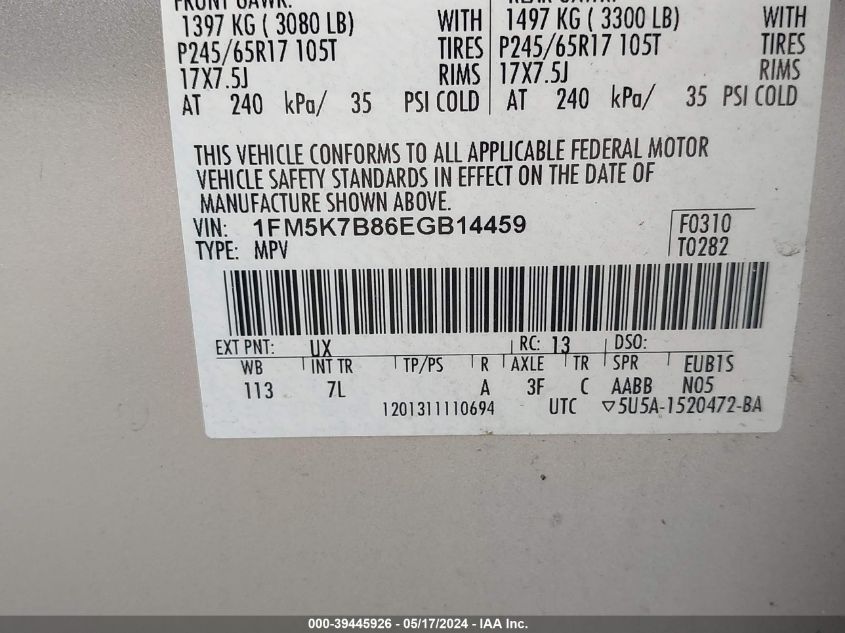 FRONT GAWR: REAR GAWR:
1397 KG ( 3080 LB) WITH 1497 KG ( 3300 LB) WITH
P245/65R17 105T TIRES P245/65R17 105T TIRES
17X7.5J RIMS 17X7.5J RIMS
AT 240 kPa/ 35 PSI COLD AT 240 kPa/ 35 PSI COLD
THIS VEHICLE CONFORMS TO ALL APPLICABLE FEDERAL MOTOR
VEHICLE SAFETY STANDARDS IN EFFECT ON THE DATE OF
MANUFACTURE SHOWN ABOVE.
VIN: 1FM5K7B86EGB14459 F0310
TYPE: MPV T0282
EXT PNT: UX RC: 13 DSO:
WB INT TR TP/PS R AXLE TR SPR EUB1S
113 7L A 3F C AABB N05
1201311110694 UTC ▽5U5A-1520472-BA
000-39445926 - 05/17/2024 - IAA Inc.